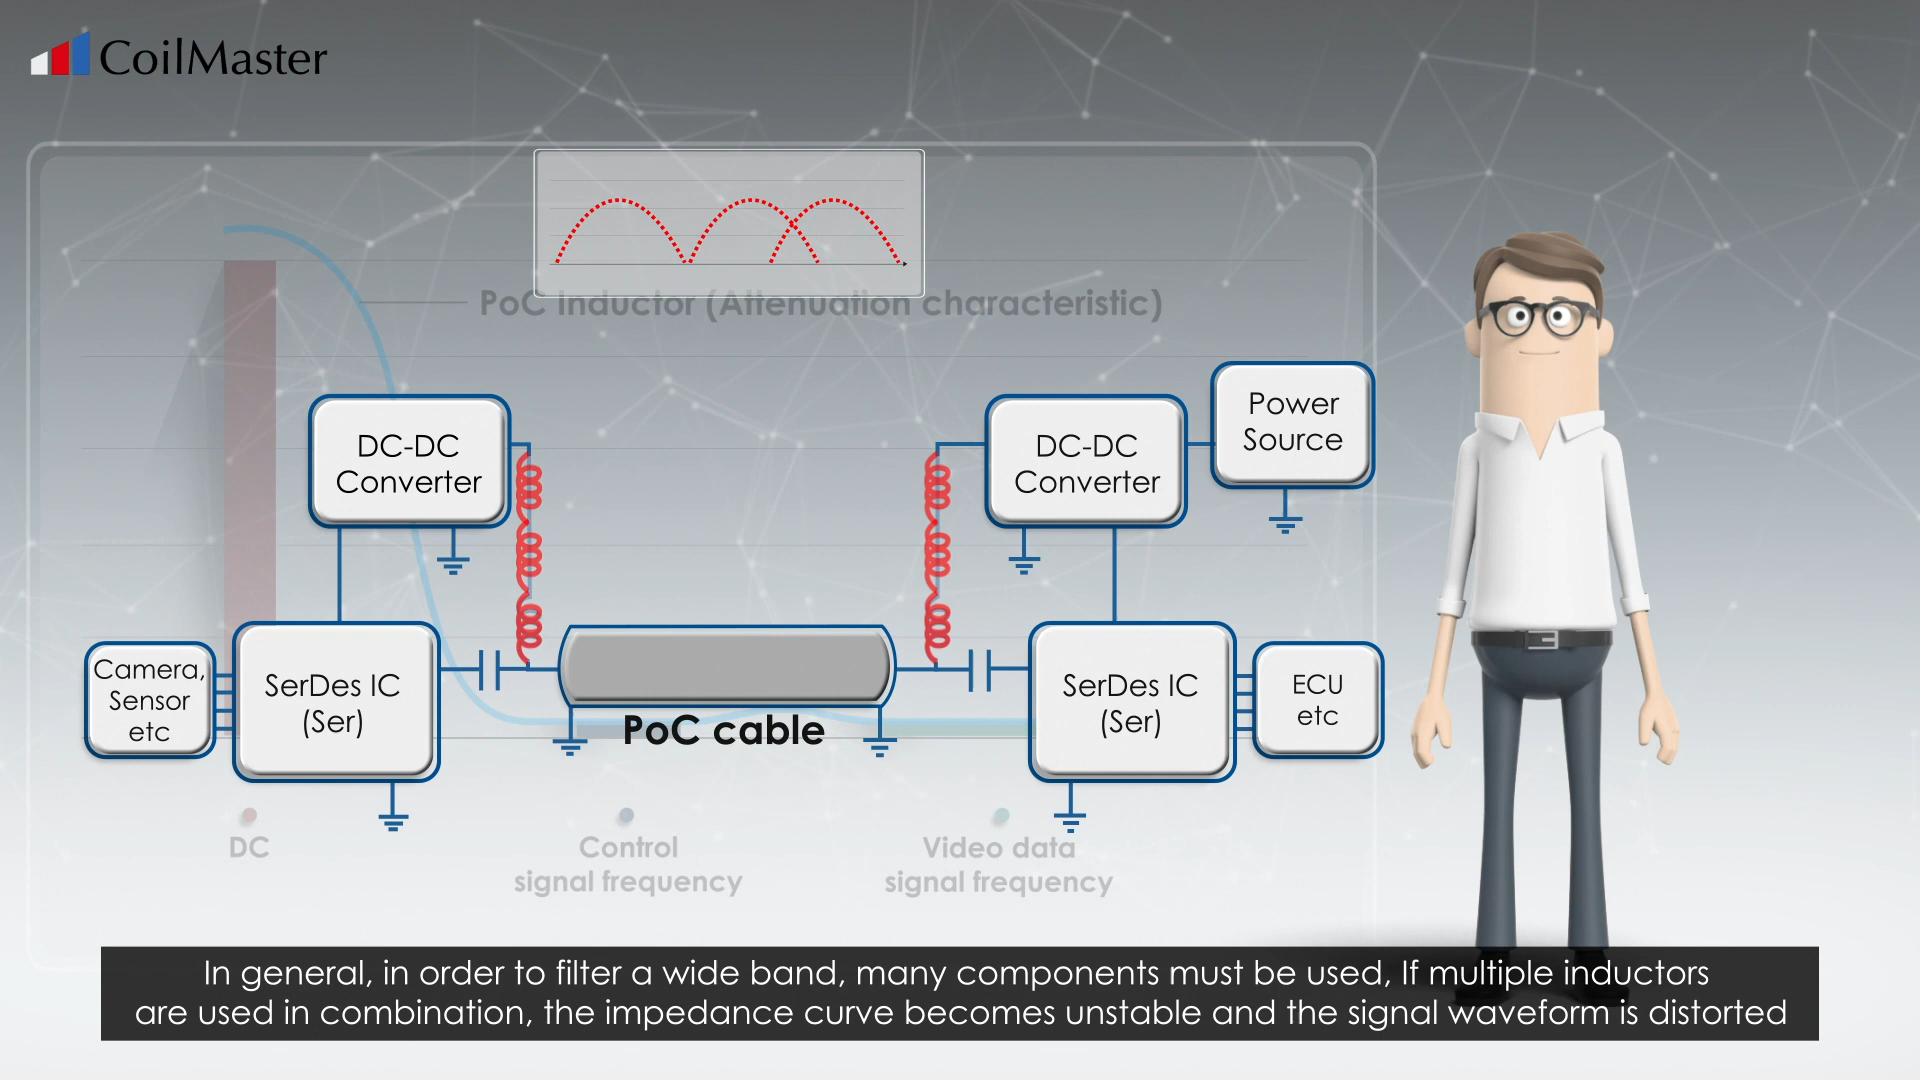 CoilMaster
PoC Inductor (Attenuation characteristic)
DC-DC
Converter
DC-DC
Converter
Power
Source
Camera,
Sensor
etc
SerDes IC
(Ser)
PoC cable
SerDes IC
(Ser)
ECU
etc
DC
Control
signal frequency
Video data
signal frequency
In general, in order to filter a wide band, many components must be used, If multiple inductors
are used in combination, the impedance curve becomes unstable and the signal waveform is distorted